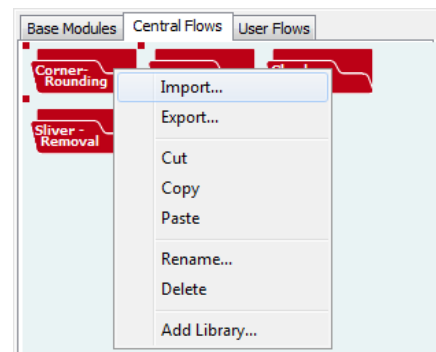 Base Modules Central Flows User Flows
Corner-
Rounding
Sliver -
Removal
Import...
Export...
Cut
Copy
Paste
Rename...
Delete
Add Library...